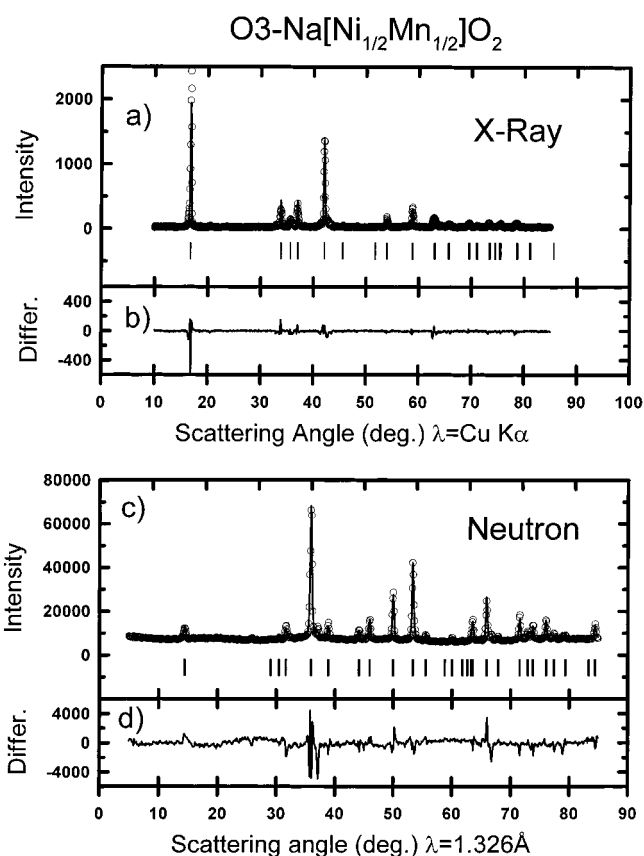 O3-Na[Ni1/2Mn1/2]O2
a)
X-Ray
Intensity
2000
1000
0
b)
Differ.
400
0
-400
0 10 20 30 40 50 60 70 80 90 100
Scattering Angle (deg.) λ=Cu Kα
c)
Neutron
Intensity
80000
60000
40000
20000
0
d)
Differ.
4000
0
-4000
0 10 20 30 40 50 60 70 80 90
Scattering angle (deg.) λ=1.326Å